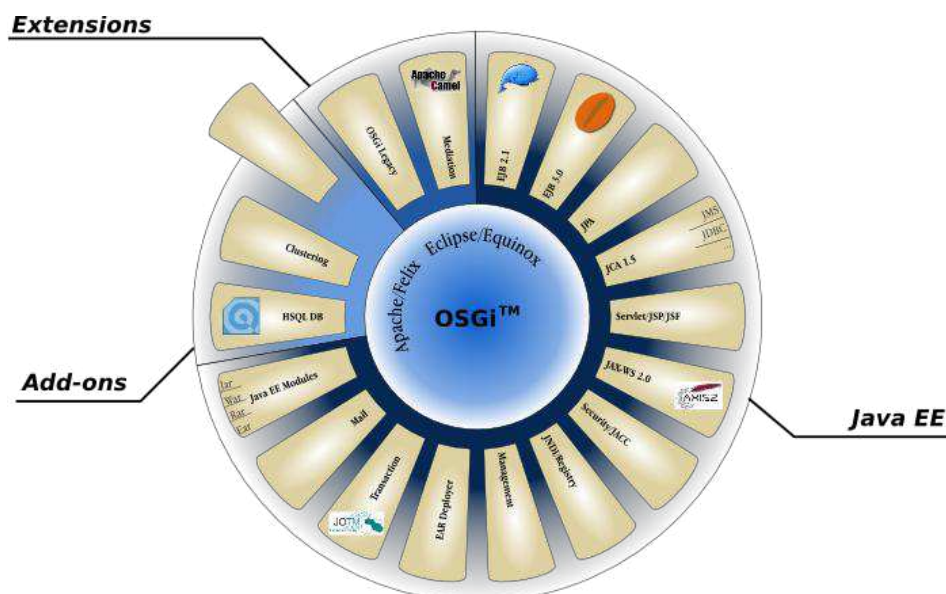 Extensions
Apache
Camel
OSGi Legacy
Mediation
EJB 2.1
EJB 3.0
JPA
JMS
JDBC
...
JCA 1.5
Clustering
Eclipse/Equinox
Apache/Felix
OSGi™
HSQL DB
Servlet/JSP/JSF
Add-ons
Jar
War
Rar
Ear
Java EE Modules
JAX-WS 2.0
AXIS2
Java EE
Mail
Security/JACC
Transaction
JOTM
JNDI/Registry
EAR Deployer
Management